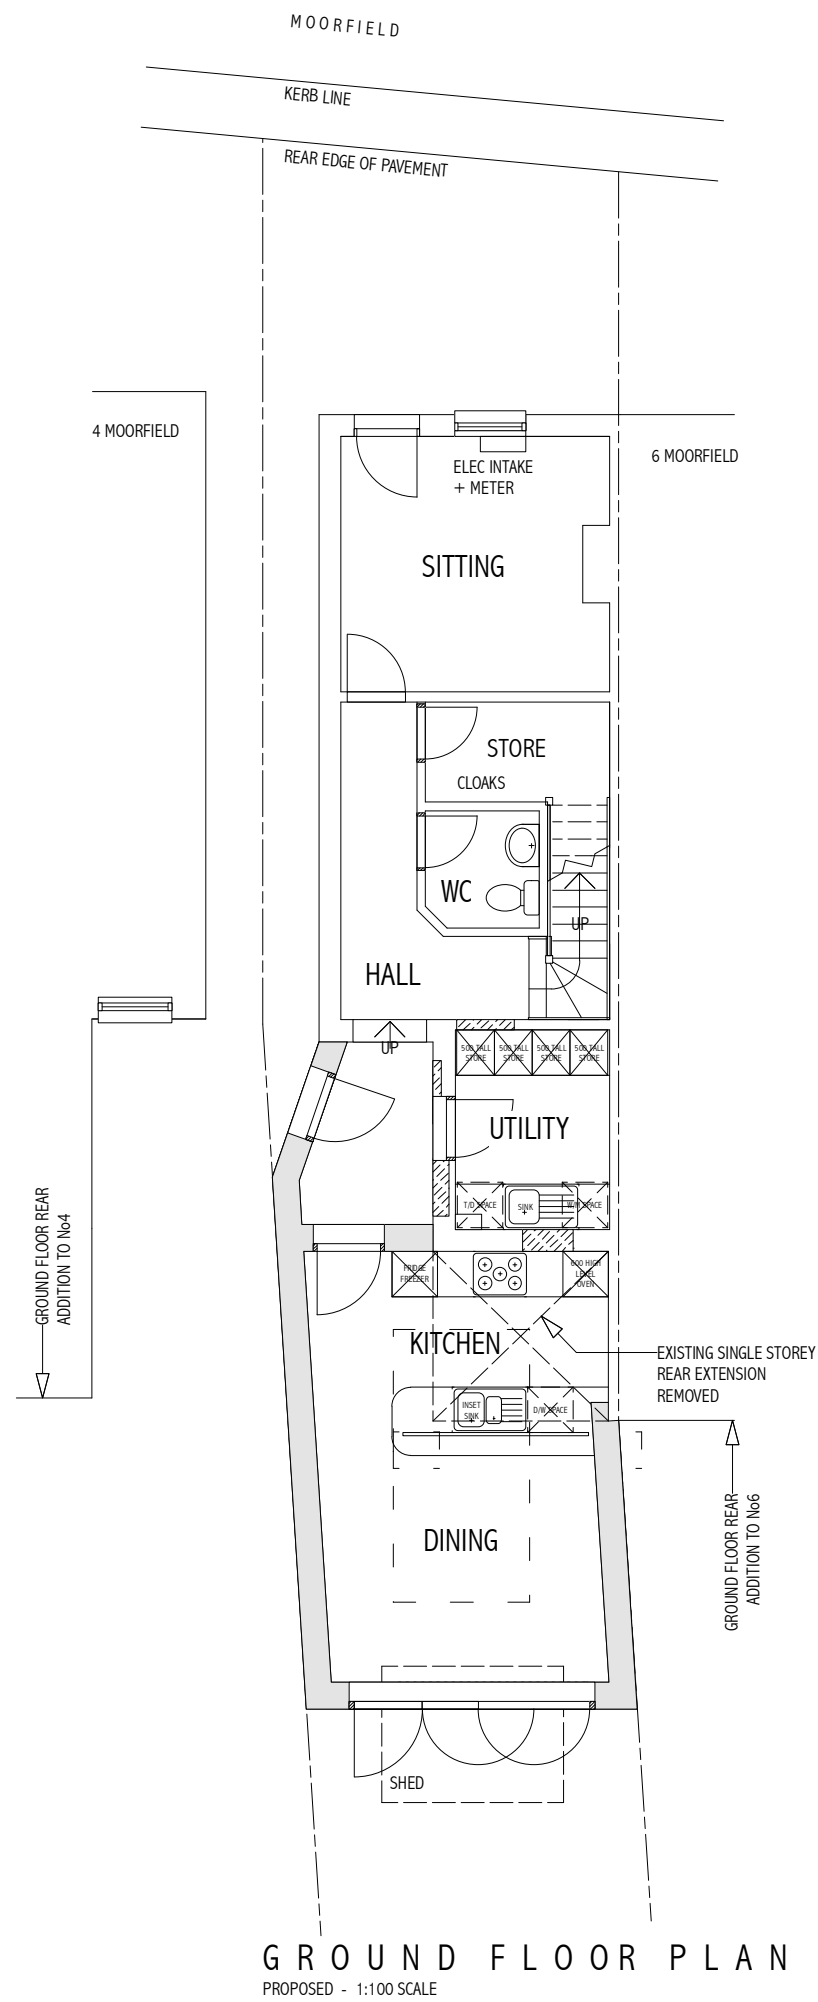 MOORFIELD
KERB LINE
REAR EDGE OF PAVEMENT
4 MOORFIELD
6 MOORFIELD
ELEC INTAKE
+ METER
SITTING
STORE
CLOAKS
WC
UP
HALL
UP
500 TALL
STORE
500 TALL
STORE
500 TALL
STORE
500 TALL
STORE
UTILITY
T/D SPACE
SINK
W/M SPACE
GROUND FLOOR REAR
ADDITION TO No4
FRIDGE
FREEZER
600 HIGH
LEVEL
OVEN
KITCHEN
EXISTING SINGLE STOREY
REAR EXTENSION
REMOVED
INSET
SINK
D/W SPACE
GROUND FLOOR REAR
ADDITION TO No6
DINING
SHED
GROUND FLOOR PLAN
PROPOSED - 1:100 SCALE